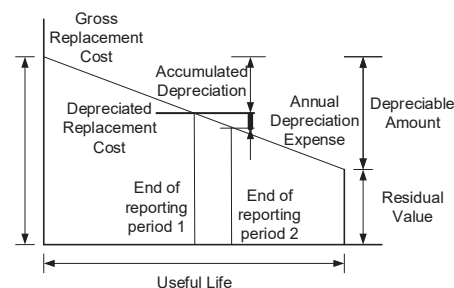 Gross
Replacement
Cost
Accumulated
Depreciation
Depreciated
Replacement
Cost
Annual
Depreciation
Expense
Depreciable
Amount
End of
reporting
period 1
End of
reporting
period 2
Residual
Value
Useful Life